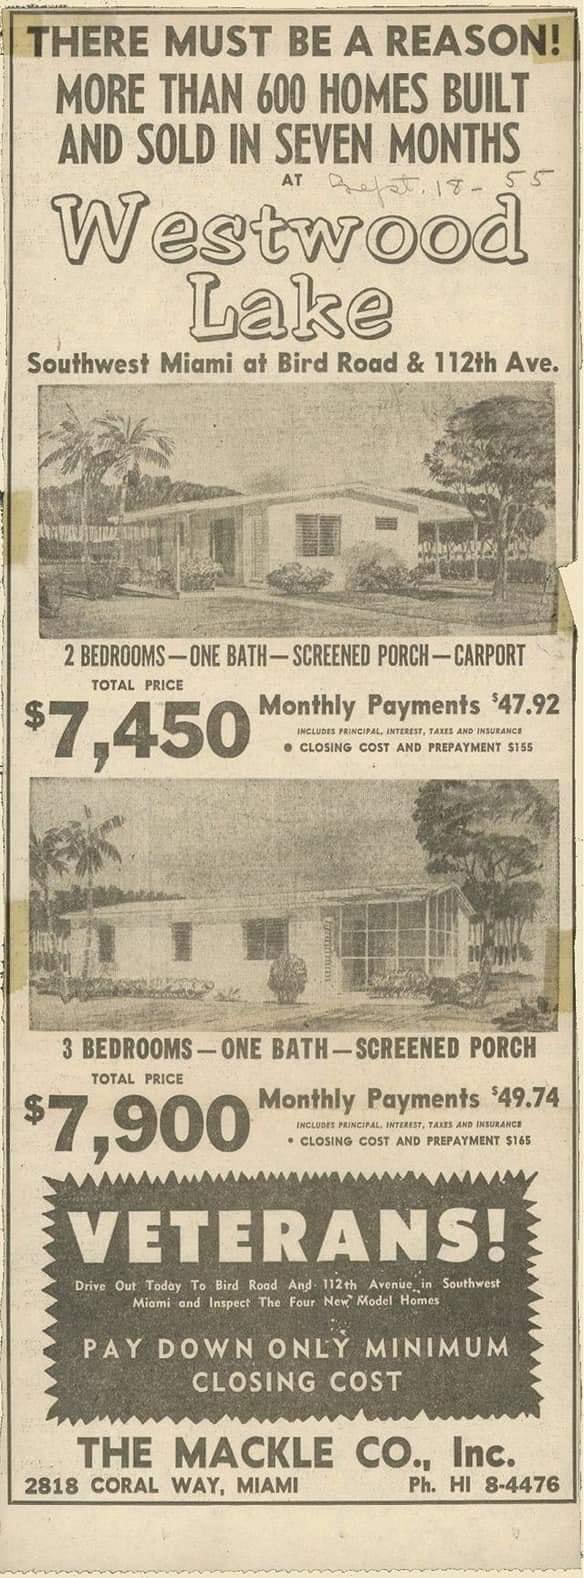 THERE MUST BE A REASON!
MORE THAN 600 HOMES BUILT
AND SOLD IN SEVEN MONTHS
AT
Sept. 18 - 55
Westwood
Lake
Southwest Miami at Bird Road & 112th Ave.
2 BEDROOMS — ONE BATH — SCREENED PORCH — CARPORT
TOTAL PRICE
$7,450
Monthly Payments $47.92
INCLUDES PRINCIPAL, INTEREST, TAXES AND INSURANCE
• CLOSING COST AND PREPAYMENT $155
3 BEDROOMS — ONE BATH — SCREENED PORCH
TOTAL PRICE
$7,900
Monthly Payments $49.74
INCLUDES PRINCIPAL, INTEREST, TAXES AND INSURANCE
• CLOSING COST AND PREPAYMENT $165
VETERANS!
Drive Out Today To Bird Road And 112th Avenue in Southwest
Miami and Inspect The Four New Model Homes
PAY DOWN ONLY MINIMUM
CLOSING COST
THE MACKLE CO., Inc.
2818 CORAL WAY, MIAMI
Ph. HI 8-4476